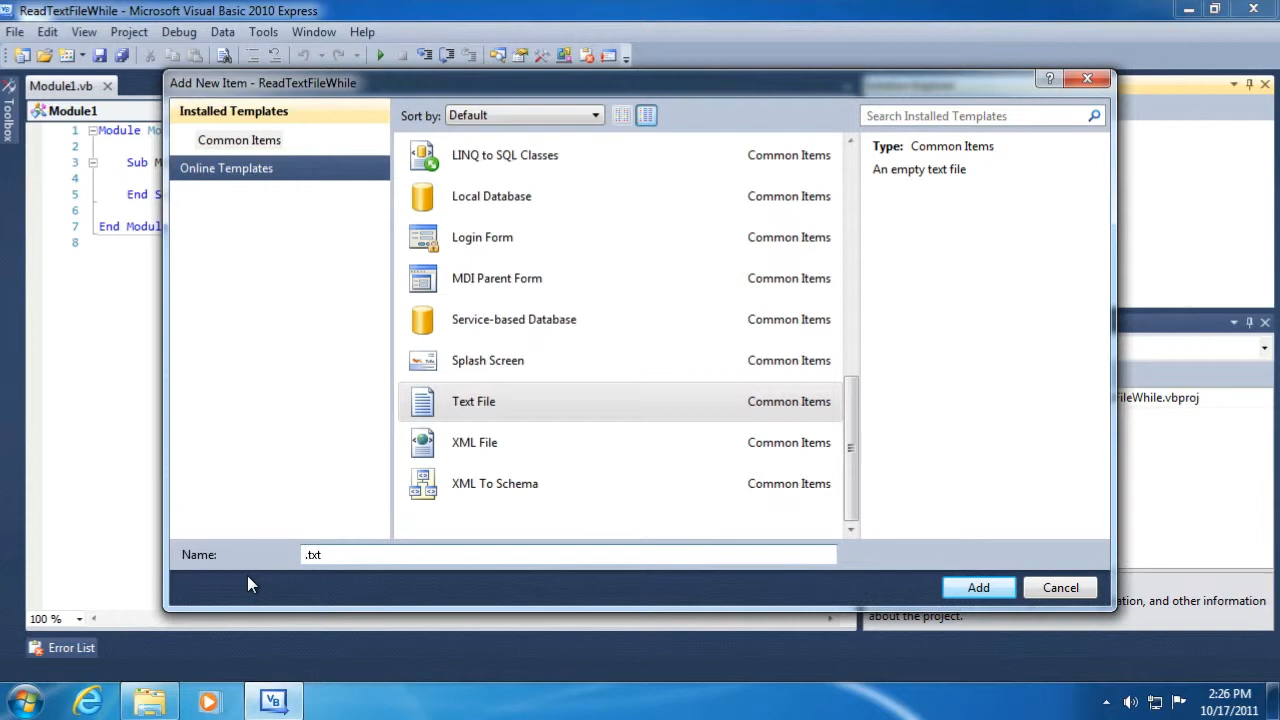 ReadTextFileWhile - Microsoft Visual Basic 2010 Express
File Edit View Project Debug Data Tools Window Help
Module1.vb
Add New Item - ReadTextFileWhile
Module1
Installed Templates
Common Items
Online Templates
Sort by: Default
Search Installed Templates
1 Module Mo
2
3 Sub M
4
5 End S
6
7 End Modul
8
Toolbox
LINQ to SQL Classes Common Items
Local Database Common Items
Login Form Common Items
MDI Parent Form Common Items
Service-based Database Common Items
Splash Screen Common Items
Text File Common Items
XML File Common Items
XML To Schema Common Items
Type: Common Items
An empty text file
ileWhile.vbproj
Name: .txt
Add Cancel
ation, and other information
about the project.
100 %
Error List
VB
2:26 PM
10/17/2011